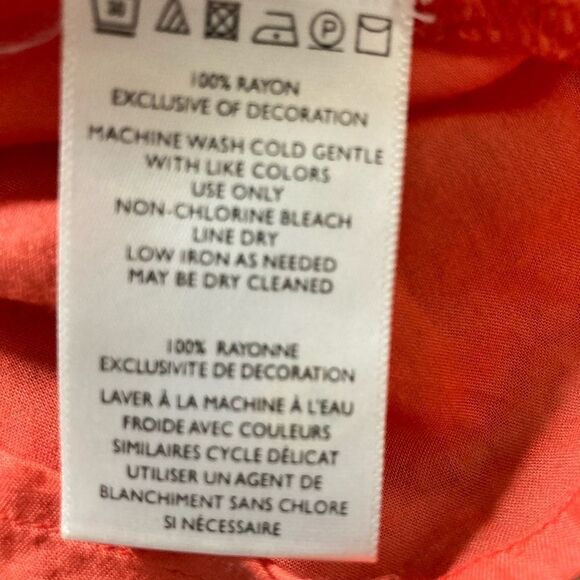 100% RAYON
EXCLUSIVE OF DECORATION
MACHINE WASH COLD GENTLE
WITH LIKE COLORS
USE ONLY
NON-CHLORINE BLEACH
LINE DRY
LOW IRON AS NEEDED
MAY BE DRY CLEANED
100% RAYONNE
EXCLUSIVITE DE DECORATION
LAVER À LA MACHINE À L'EAU
FROIDE AVEC COULEURS
SIMILAIRES CYCLE DÉLICAT
UTILISER UN AGENT DE
BLANCHIMENT SANS CHLORE
SI NÉCESSAIRE